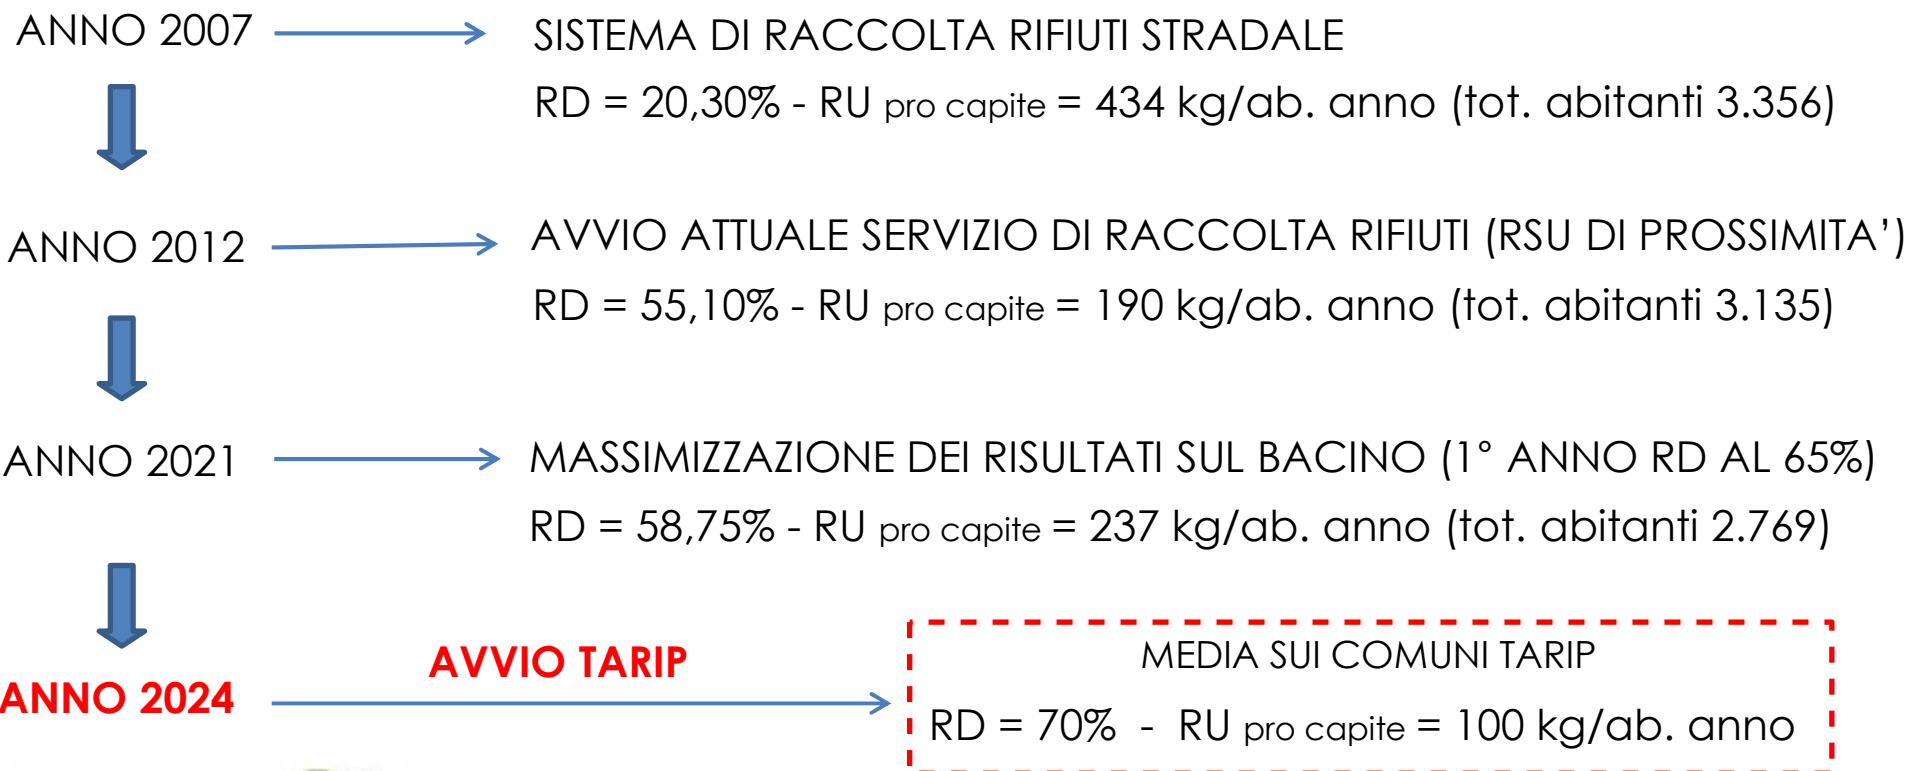 ANNO 2007
SISTEMA DI RACCOLTA RIFIUTI STRADALE
RD = 20,30% - RU pro capite = 434 kg/ab. anno (tot. abitanti 3.356)
ANNO 2012
AVVIO ATTUALE SERVIZIO DI RACCOLTA RIFIUTI (RSU DI PROSSIMITA’)
RD = 55,10% - RU pro capite = 190 kg/ab. anno (tot. abitanti 3.135)
ANNO 2021
MASSIMIZZAZIONE DEI RISULTATI SUL BACINO (1° ANNO RD AL 65%)
RD = 58,75% - RU pro capite = 237 kg/ab. anno (tot. abitanti 2.769)
ANNO 2024
AVVIO TARIP
MEDIA SUI COMUNI TARIP
RD = 70% - RU pro capite = 100 kg/ab. anno